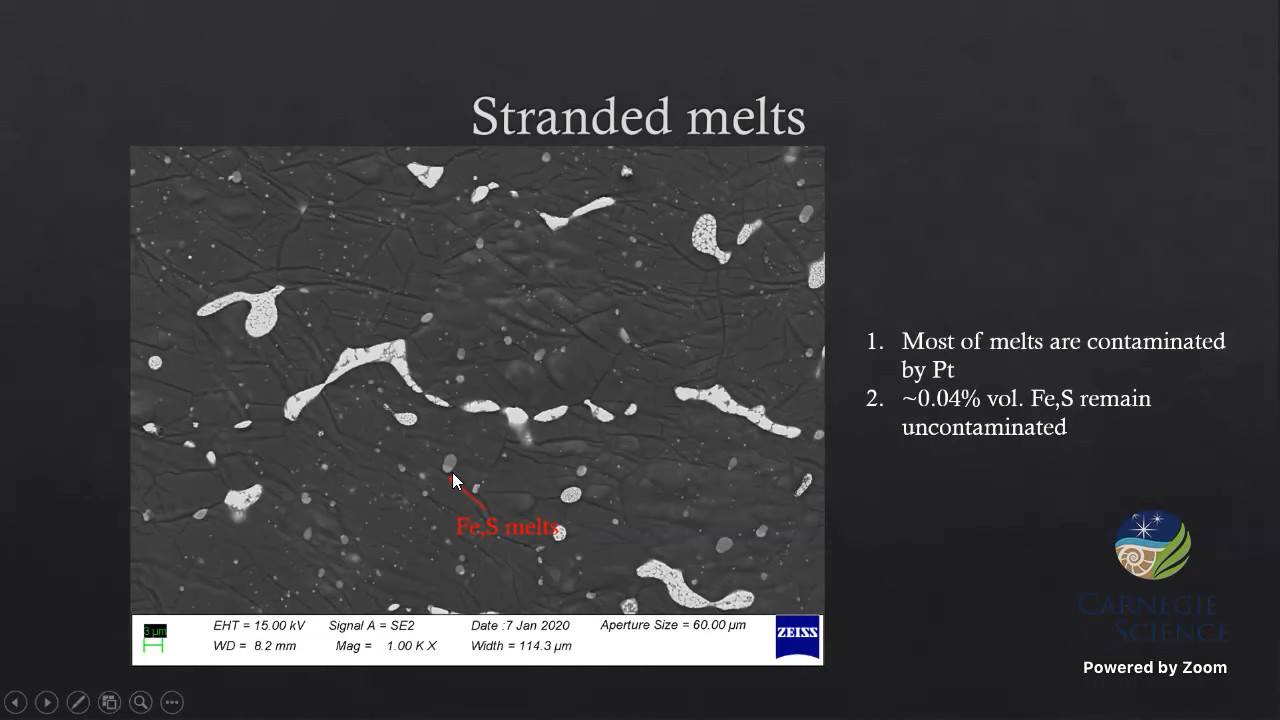 Stranded melts
1. Most of melts are contaminated
by Pt
2. ~0.04% vol. Fe,S remain
uncontaminated
Fe,S melts
3 µm
EHT = 15.00 kV Signal A = SE2 Date :7 Jan 2020 Aperture Size = 60.00 µm
WD = 8.2 mm Mag = 1.00 K X Width = 114.3 µm
ZEISS
CARNEGIE
SCIENCE
Powered by Zoom